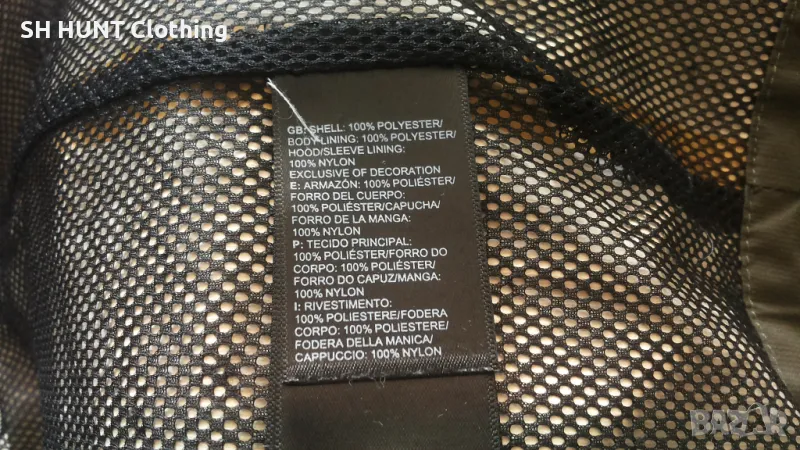 SH HUNT Clothing
GB: SHELL: 100% POLYESTER/
BODY LINING: 100% POLYESTER/
HOOD/SLEEVE LINING:
100% NYLON
EXCLUSIVE OF DECORATION
E: ARMAZÓN: 100% POLIÉSTER/
FORRO DEL CUERPO:
100% POLIÉSTER/CAPUCHA/
FORRO DE LA MANGA:
100% NYLON
P: TECIDO PRINCIPAL:
100% POLIÉSTER/FORRO DO
CORPO: 100% POLIÉSTER/
FORRO DO CAPUZ/MANGA:
100% NYLON
I: RIVESTIMENTO:
100% POLIESTERE/FODERA
CORPO: 100% POLIESTERE/
FODERA DELLA MANICA/
CAPPUCCIO: 100% NYLON
BAZAR